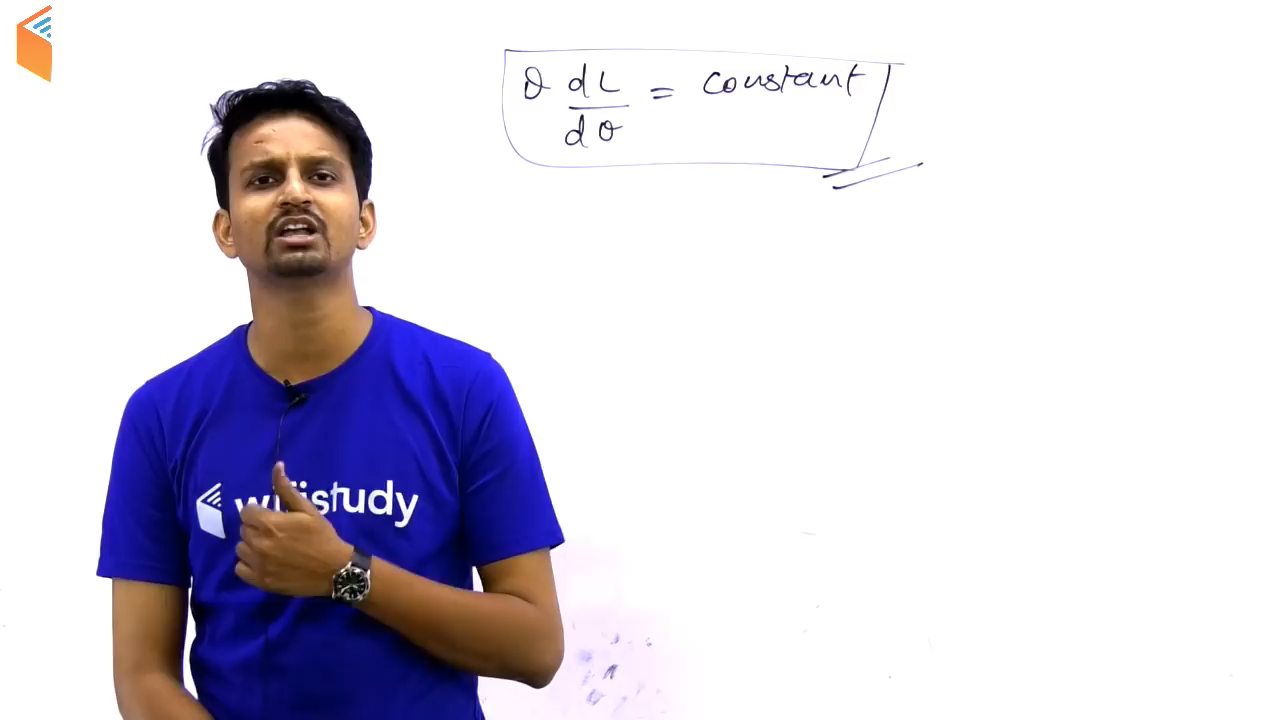 θ dL/dθ = constant
wifistudy